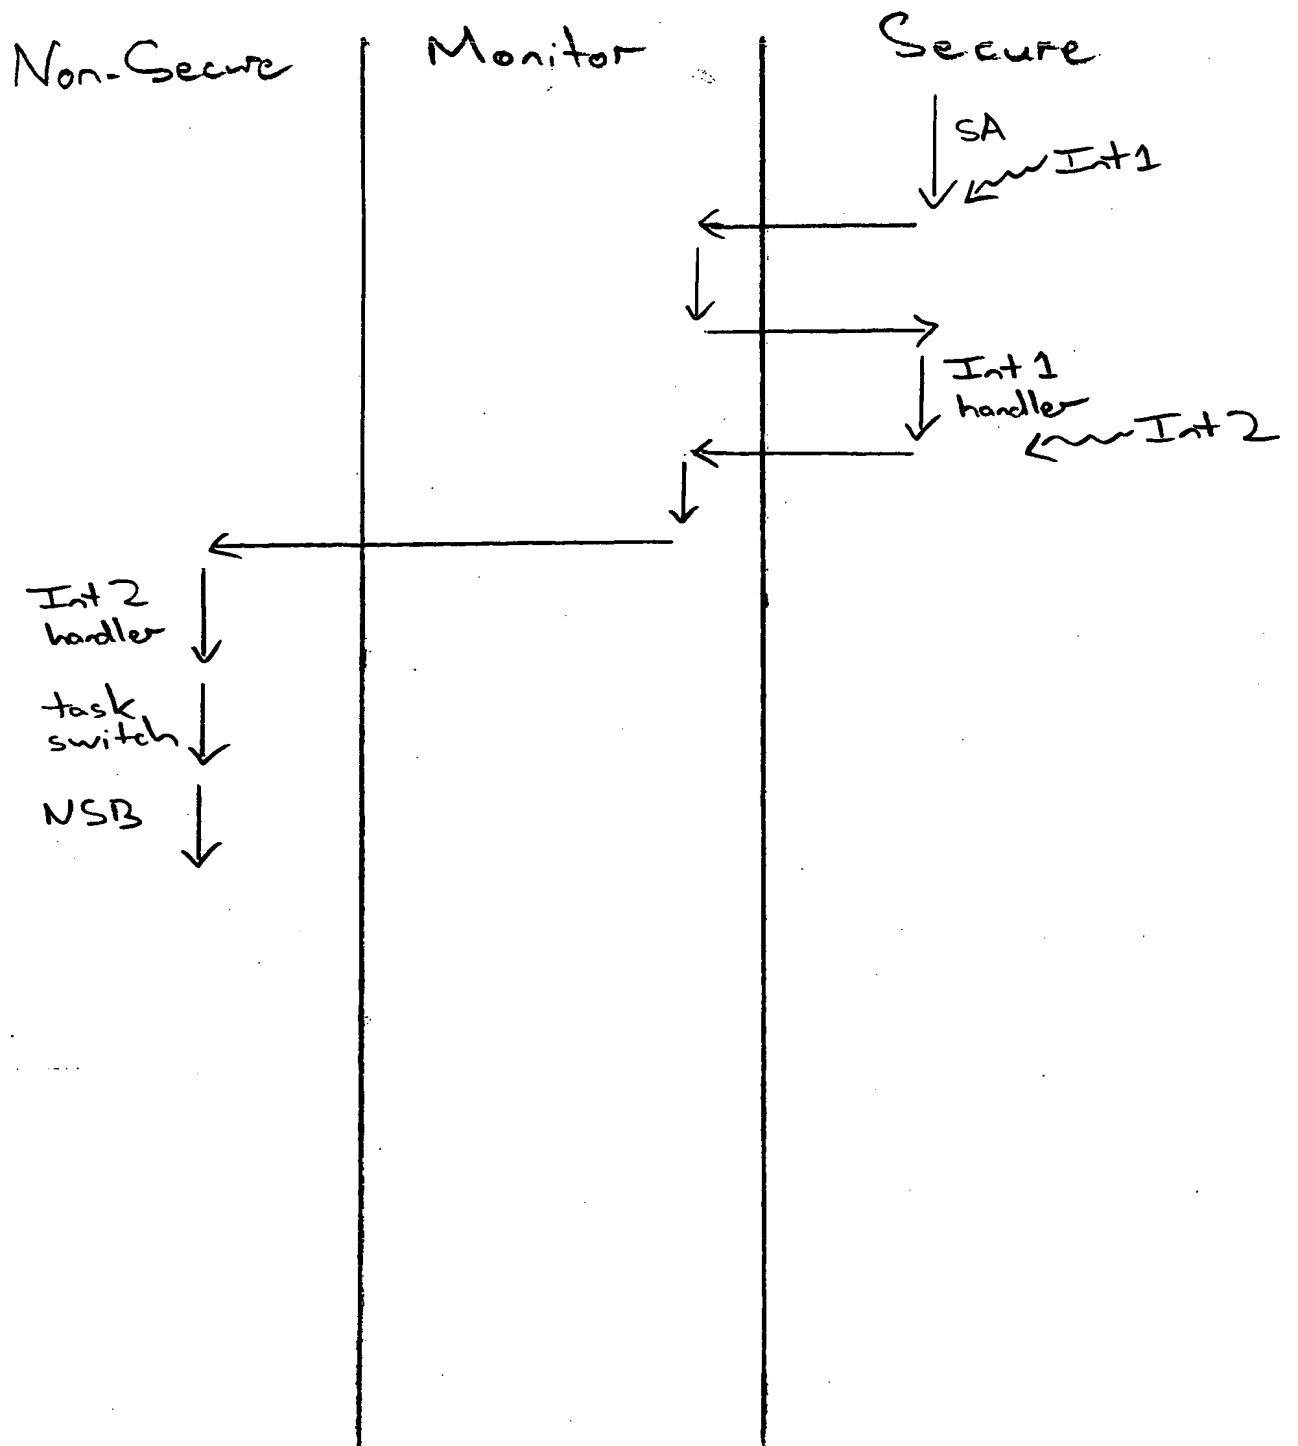 Non-Secure
Monitor
Secure
SA
Int 1
Int 1
handler
Int 2
Int 2
handler
task
switch
NSB